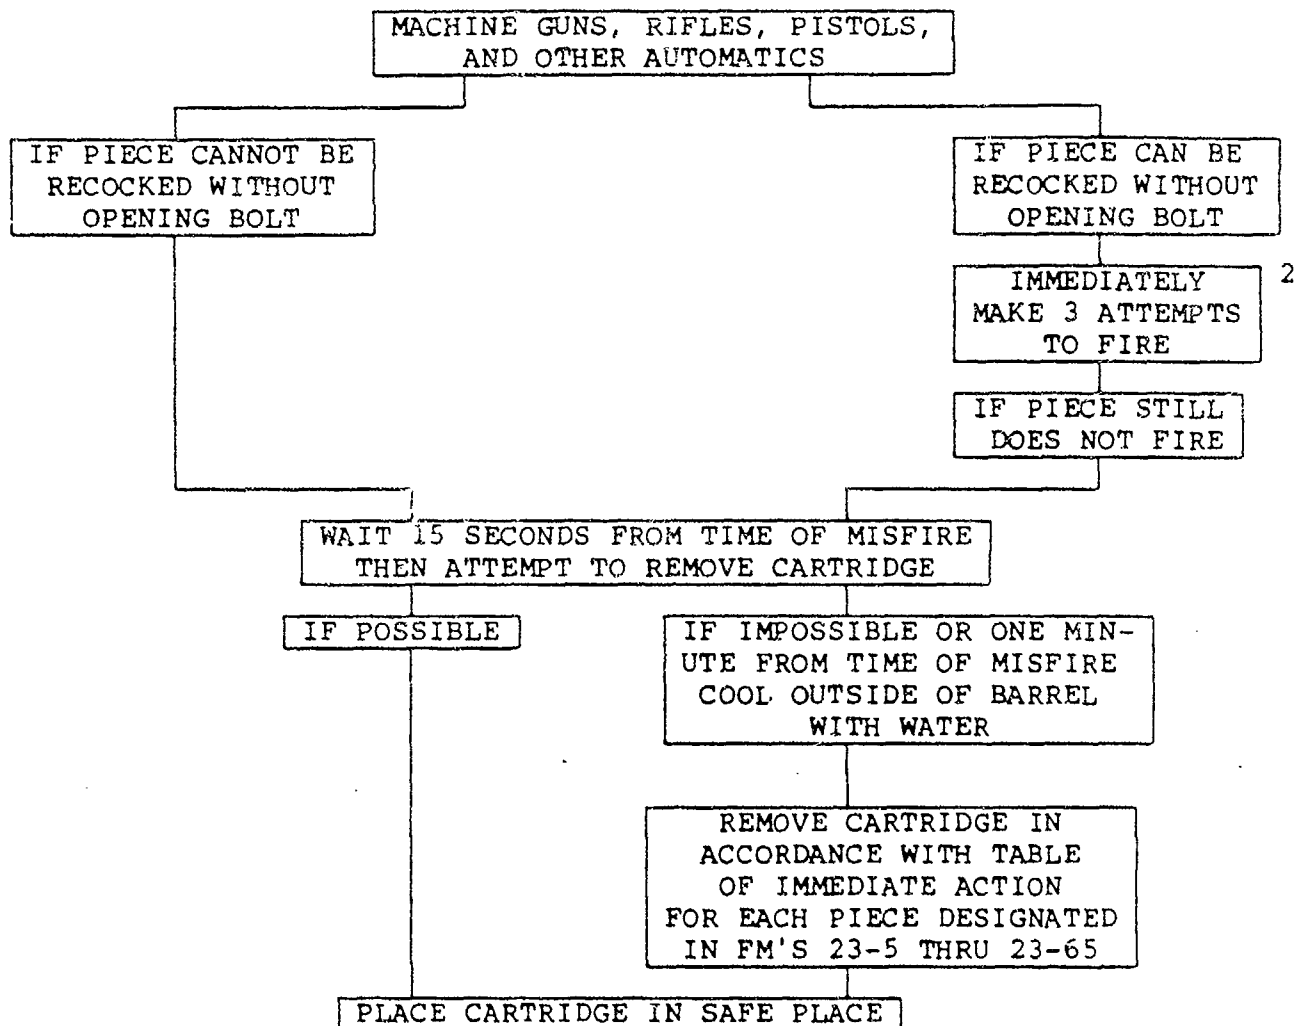 MACHINE GUNS, RIFLES, PISTOLS,
AND OTHER AUTOMATICS
IF PIECE CANNOT BE
RECOCKED WITHOUT
OPENING BOLT
IF PIECE CAN BE
RECOCKED WITHOUT
OPENING BOLT
IMMEDIATELY
MAKE 3 ATTEMPTS
TO FIRE
2
IF PIECE STILL
DOES NOT FIRE
WAIT 15 SECONDS FROM TIME OF MISFIRE
THEN ATTEMPT TO REMOVE CARTRIDGE
IF POSSIBLE
IF IMPOSSIBLE OR ONE MIN-
UTE FROM TIME OF MISFIRE
COOL OUTSIDE OF BARREL
WITH WATER
REMOVE CARTRIDGE IN
ACCORDANCE WITH TABLE
OF IMMEDIATE ACTION
FOR EACH PIECE DESIGNATED
IN FM'S 23-5 THRU 23-65
PLACE CARTRIDGE IN SAFE PLACE